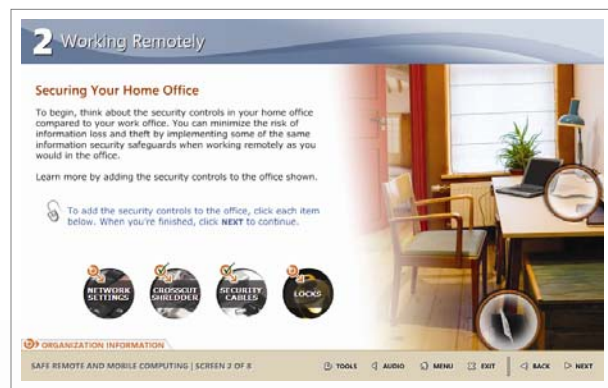 2 Working Remotely
Securing Your Home Office
To begin, think about the security controls in your home office
compared to your work office. You can minimize the risk of
information loss and theft by implementing some of the same
information security safeguards when working remotely as you
would in the office.
Learn more by adding the security controls to the office shown.
To add the security controls to the office, click each item
below. When you're finished, click NEXT to continue.
NETWORK
SETTINGS
CROSSCUT
SHREDDER
SECURITY
CABLES
LOCKS
ORGANIZATION INFORMATION
SAFE REMOTE AND MOBILE COMPUTING | SCREEN 2 OF 8
TOOLS
AUDIO
MENU
EXIT
BACK
NEXT